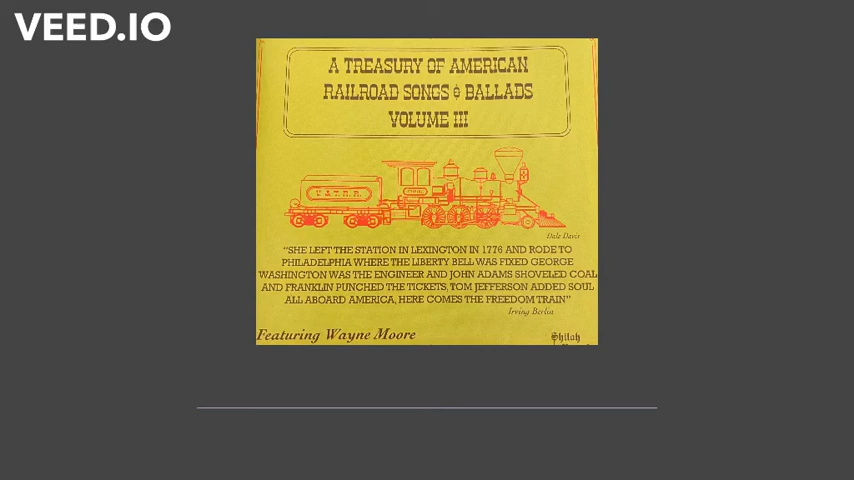 VEED.IO
A TREASURY OF AMERICAN
RAILROAD SONGS & BALLADS
VOLUME III
V. & T. R. R.
Dale Davis
"SHE LEFT THE STATION IN LEXINGTON IN 1776 AND RODE TO
PHILADELPHIA WHERE THE LIBERTY BELL WAS FIXED GEORGE
WASHINGTON WAS THE ENGINEER AND JOHN ADAMS SHOVELED COAL
AND FRANKLIN PUNCHED THE TICKETS, TOM JEFFERSON ADDED SOUL
ALL ABOARD AMERICA, HERE COMES THE FREEDOM TRAIN"
Irving Berlin
Featuring Wayne Moore
Shiloh